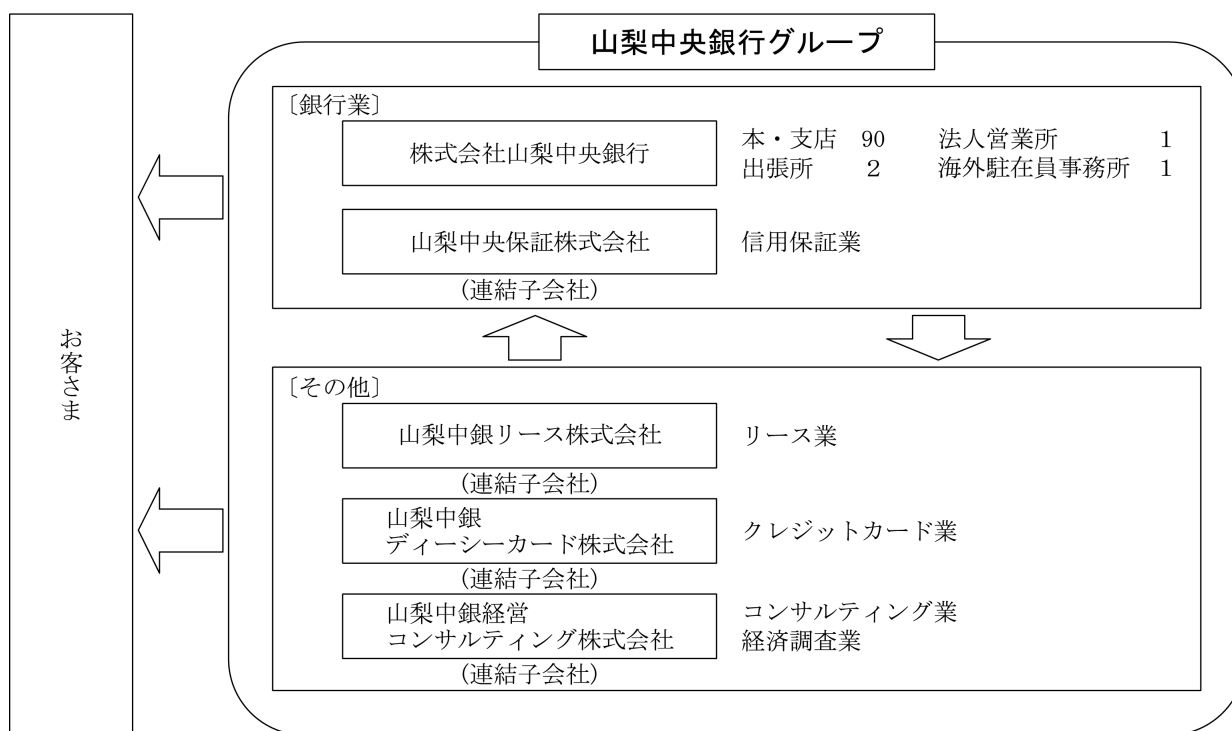 山梨中央銀行グループ
お客さま
〔銀行業〕
株式会社山梨中央銀行
本・支店 90 法人営業所 1
出張所 2 海外駐在員事務所 1
山梨中央保証株式会社
信用保証業
(連結子会社)
〔その他〕
山梨中銀リース株式会社
リース業
(連結子会社)
山梨中銀
ディーシーカード株式会社
クレジットカード業
(連結子会社)
山梨中銀経営
コンサルティング株式会社
コンサルティング業
経済調査業
(連結子会社)